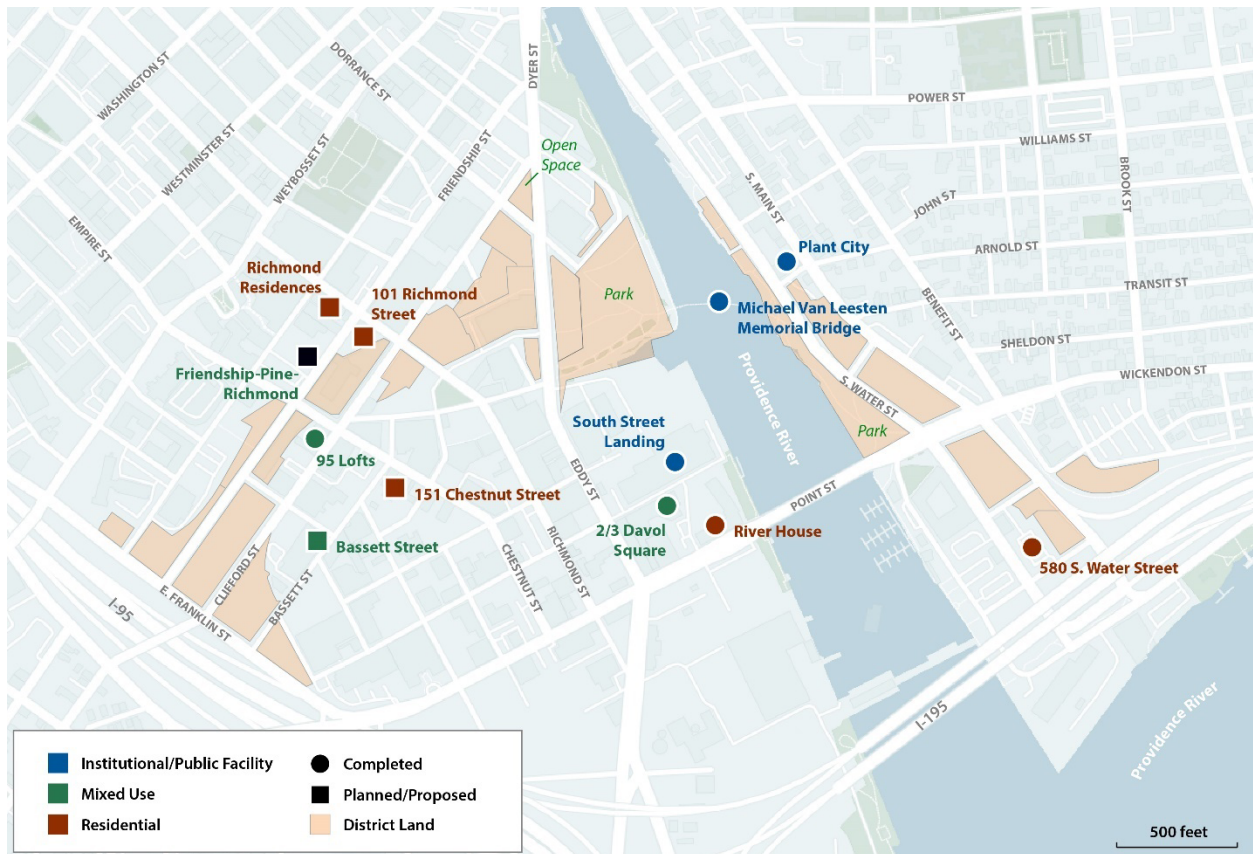 WASHINGTON ST
DORRANCE ST
DYER ST
WESTMINSTER ST
WEYBOSSET ST
FRIENDSHIP ST
EMPIRE ST
Open
Space
POWER ST
WILLIAMS ST
BROOK ST
S. MAIN ST
JOHN ST
ARNOLD ST
Plant City
TRANSIT ST
BENEFIT ST
SHELDON ST
WICKENDON ST
Richmond
Residences
101 Richmond
Street
Park
Michael Van Leesten
Memorial Bridge
Providence River
S. WATER ST
Park
Friendship-Pine-
Richmond
95 Lofts
South Street
Landing
151 Chestnut Street
EDDY ST
POINT ST
2/3 Davol
Square
River House
Bassett Street
CHESTNUT ST
RICHMOND ST
580 S. Water Street
CLIFFORD ST
BASSETT ST
E. FRANKLIN ST
I-95
I-195
Providence River
Institutional/Public Facility
Mixed Use
Residential
Completed
Planned/Proposed
District Land
500 feet